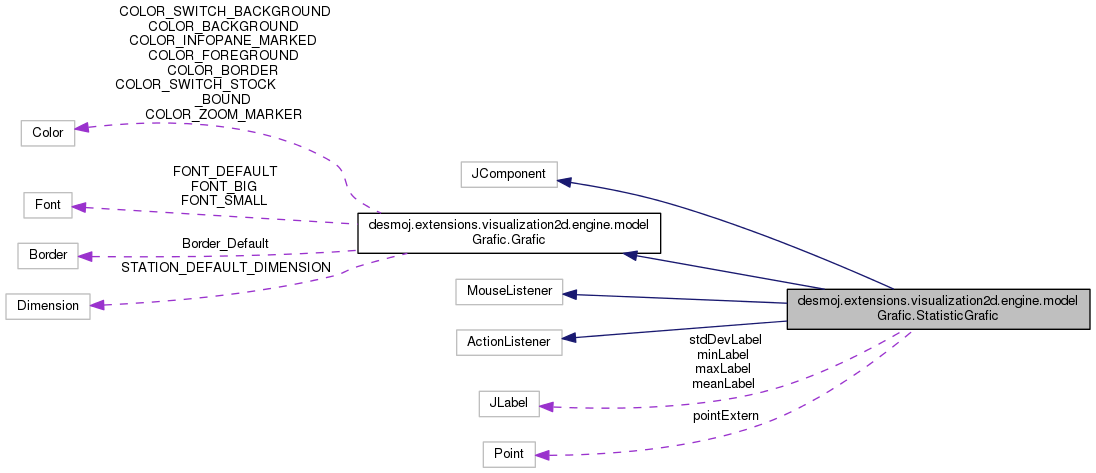 COLOR_SWITCH_BACKGROUND
COLOR_BACKGROUND
COLOR_INFOPANE_MARKED
COLOR_FOREGROUND
COLOR_BORDER
COLOR_SWITCH_STOCK
_BOUND
COLOR_ZOOM_MARKER
Color
FONT_DEFAULT
FONT_BIG
FONT_SMALL
Font
Border_Default
Border
STATION_DEFAULT_DIMENSION
Dimension
desmoj.extensions.visualization2d.engine.model
Grafic.Grafic
JComponent
MouseListener
ActionListener
desmoj.extensions.visualization2d.engine.model
Grafic.StatisticGrafic
stdDevLabel
minLabel
maxLabel
meanLabel
JLabel
pointExtern
Point